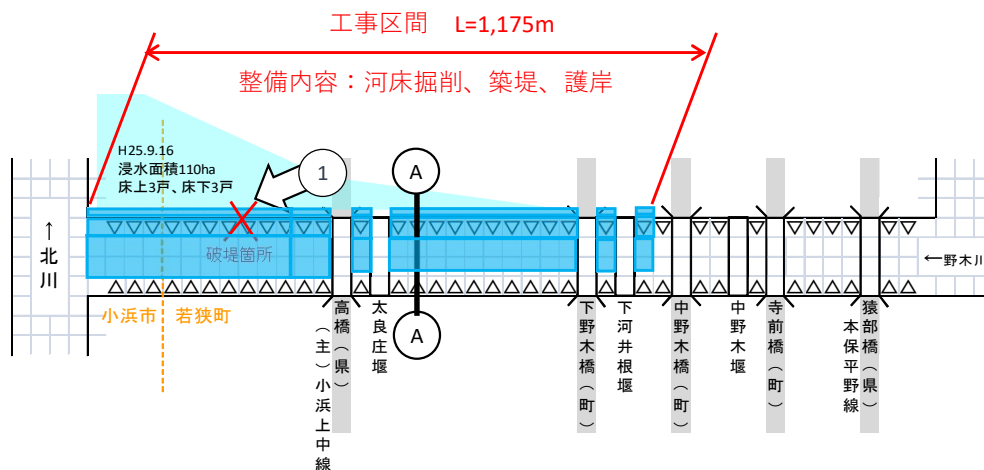 工事区間 L=1,175m
整備内容：河床掘削、築堤、護岸
H25.9.16
浸水面積110ha
床上3戸、床下3戸
1
A
破堤箇所
↑北川
←野木川
小浜市
若狭町
A
高橋（県）
（主）小浜上中線
太良庄堰
下野木橋（町）
下河井根堰
中野木橋（町）
中野木堰
寺前橋（町）
猿部橋（県）
本保平野線